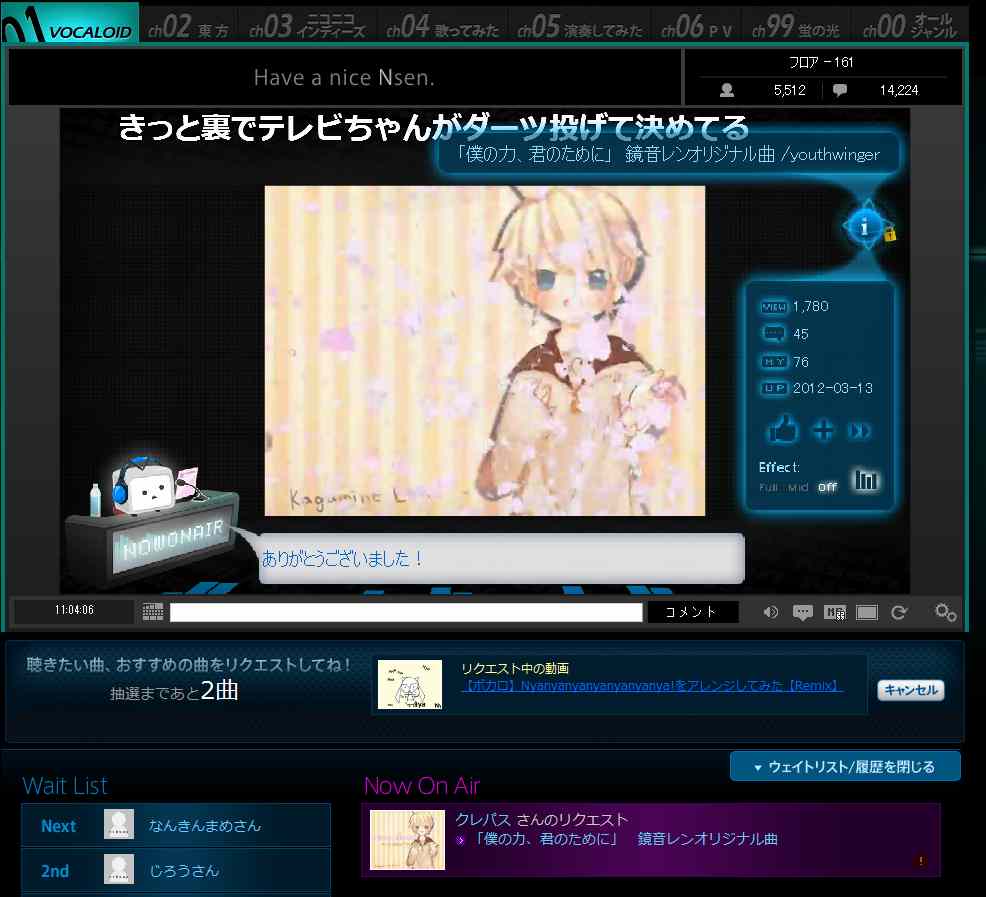 VOCALOID
ch02 東方
ch03 ニコニコインディーズ
ch04 歌ってみた
ch05 演奏してみた
ch06 PV
ch99 蛍の光
ch00 オールジャンル
Have a nice Nsen.
フロア － 161
5,512
14,224
きっと裏でテレビちゃんがダーツ投げて決めてる
「僕の力、君のために」 鏡音レンオリジナル曲 /youthwinger
i
VIEW 1,780
45
MY 76
UP 2012-03-13
Effect:
Full Mid Off
Kagamine L
NOWONAIR
ありがとうございました！
11:04:06
コメント
聴きたい曲、おすすめの曲をリクエストしてね！
抽選まであと2曲
リクエスト中の動画
【ボカロ】Nyanyanyanyanyanyanya!をアレンジしてみた【Remix】
キャンセル
▼ ウェイトリスト/履歴を閉じる
Wait List
Next なんきんまめさん
2nd じろうさん
Now On Air
クレパス さんのリクエスト
「僕の力、君のために」 鏡音レンオリジナル曲